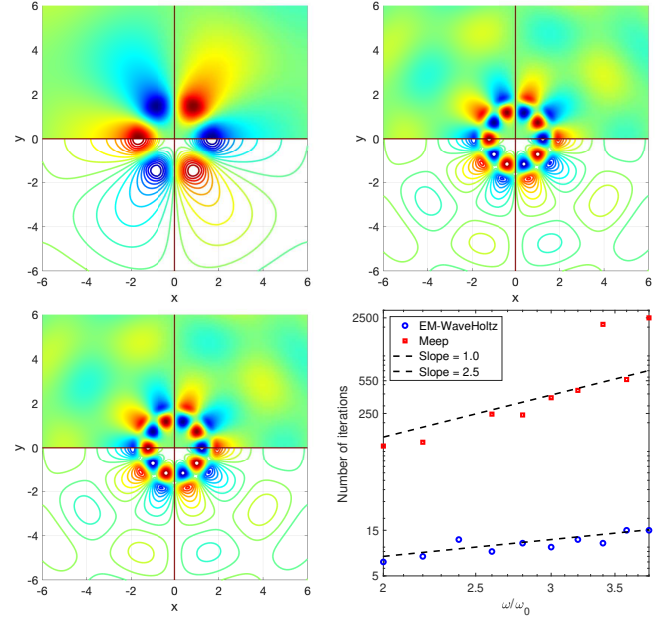 6
4
2
y
0
-2
-4
-6
-6 -4 -2 0 2 4 6
x
6
4
2
y
0
-2
-4
-6
-6 -4 -2 0 2 4 6
x
6
4
2
y
0
-2
-4
-6
-6 -4 -2 0 2 4 6
x
2500
550
250
15
5
Number of iterations
EM-WaveHoltz
Meep
Slope = 1.0
Slope = 2.5
2 2.5 3 3.5
ω/ω₀